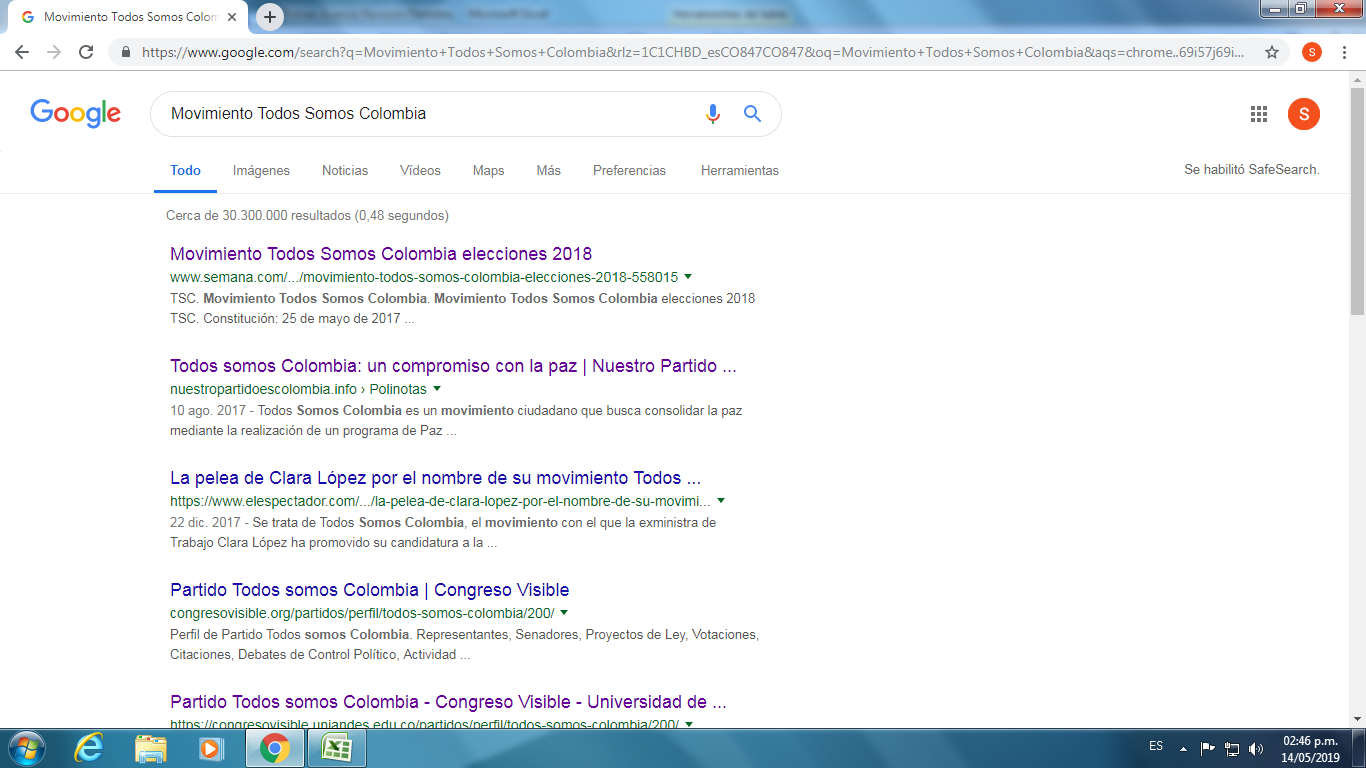 Movimiento Todos Somos Colom
https://www.google.com/search?q=Movimiento+Todos+Somos+Colombia&rlz=1C1CHBD_esCO847CO847&oq=Movimiento+Todos+Somos+Colombia&aqs=chrome..69i57j69i...
S
Google
Movimiento Todos Somos Colombia
S
Todo Imágenes Noticias Vídeos Maps Más Preferencias Herramientas
Se habilitó SafeSearch.
Cerca de 30.300.000 resultados (0,48 segundos)
Movimiento Todos Somos Colombia elecciones 2018
www.semana.com/.../movimiento-todos-somos-colombia-elecciones-2018-558015
TSC. Movimiento Todos Somos Colombia. Movimiento Todos Somos Colombia elecciones 2018
TSC. Constitución: 25 de mayo de 2017 ...
Todos somos Colombia: un compromiso con la paz | Nuestro Partido ...
nuestropartidoescolombia.info › Polinotas
10 ago. 2017 - Todos Somos Colombia es un movimiento ciudadano que busca consolidar la paz
mediante la realización de un programa de Paz ...
La pelea de Clara López por el nombre de su movimiento Todos ...
https://www.elespectador.com/.../la-pelea-de-clara-lopez-por-el-nombre-de-su-movimi...
22 dic. 2017 - Se trata de Todos Somos Colombia, el movimiento con el que la exministra de
Trabajo Clara López ha promovido su candidatura a la ...
Partido Todos somos Colombia | Congreso Visible
congresovisible.org/partidos/perfil/todos-somos-colombia/200/
Perfil de Partido Todos somos Colombia. Representantes, Senadores, Proyectos de Ley, Votaciones,
Citaciones, Debates de Control Político, Actividad ...
Partido Todos somos Colombia - Congreso Visible - Universidad de ...
https://congresovisible.uniandes.edu.co/partidos/perfil/todos-somos-colombia/200/
ES
02:46 p.m.
14/05/2019